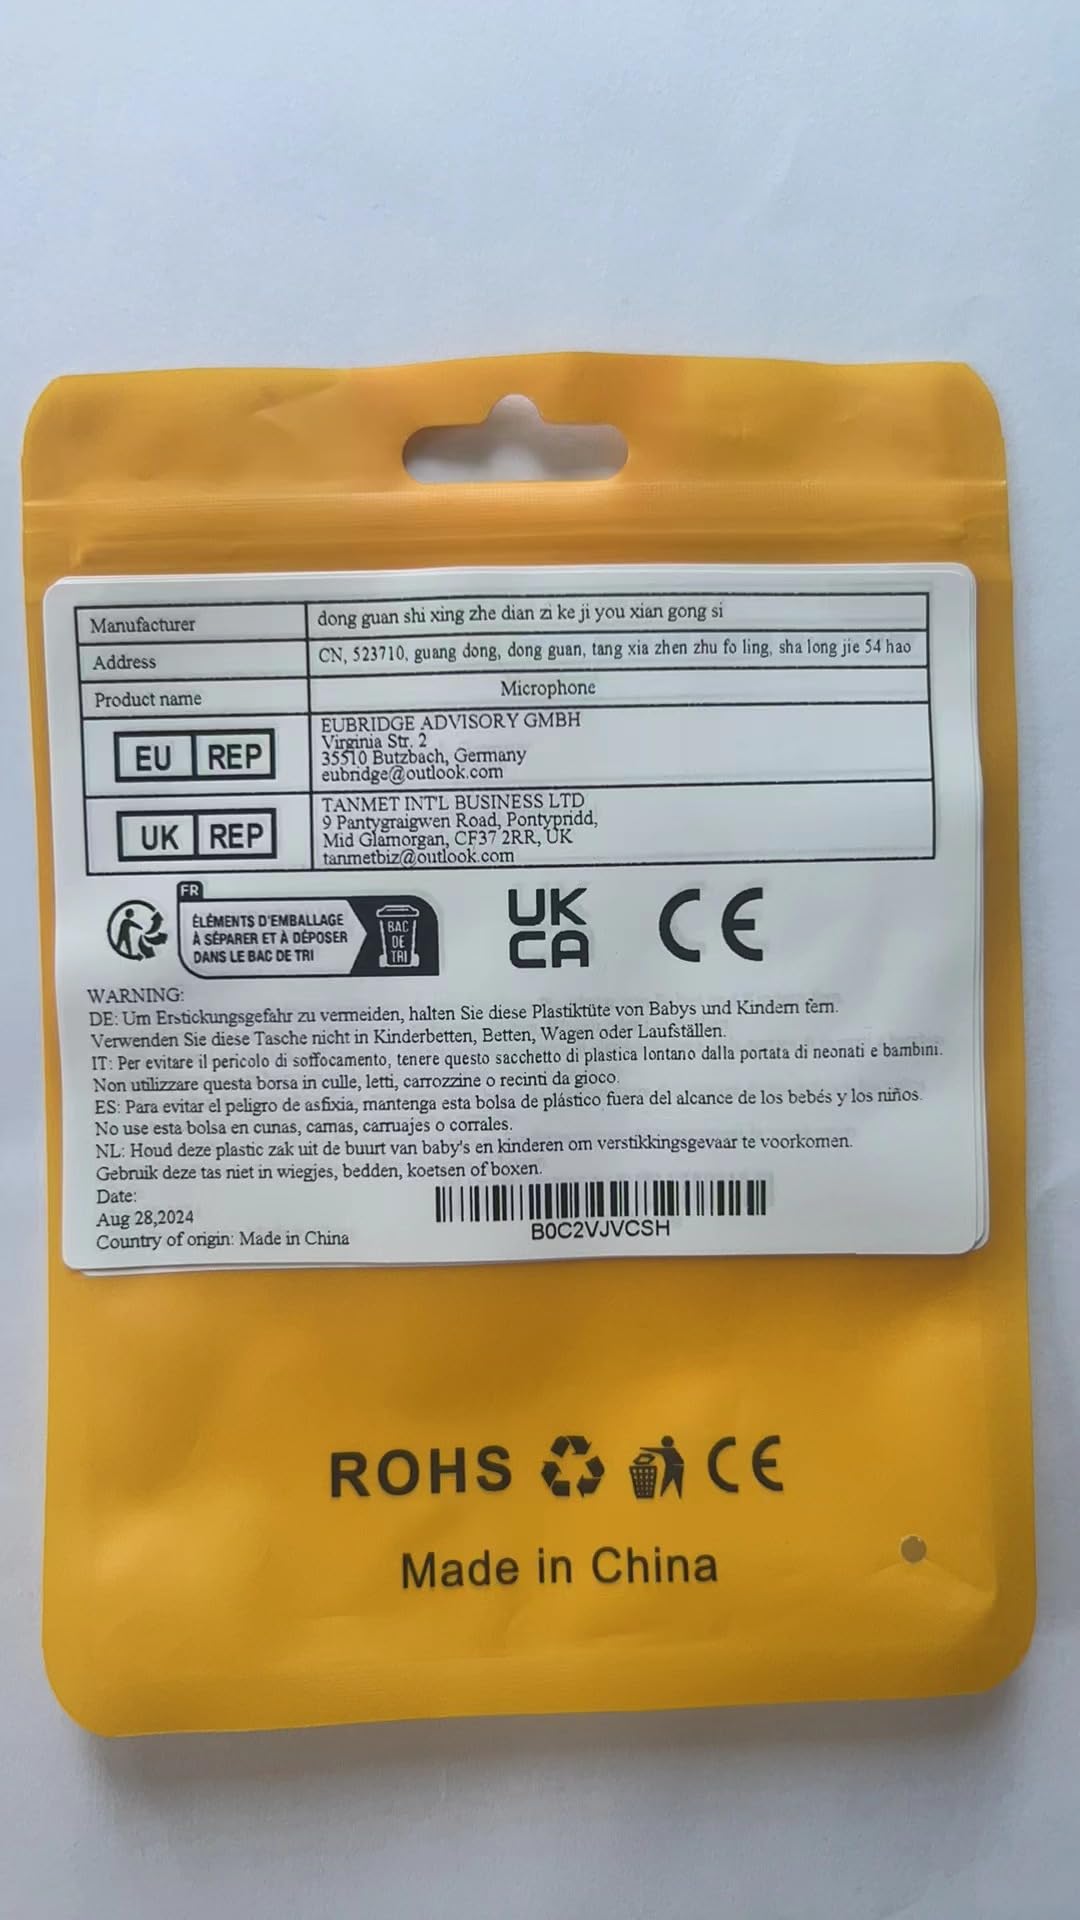 Manufacturer
dong guan shi xing zhe dian zi ke ji you xian gong si
Address
CN, 523710, guang dong, dong guan, tang xia zhen zhu fo ling, sha long jie 54 hao
Product name
Microphone
EU REP
EUBRIDGE ADVISORY GMBH
Virginia Str. 2
35510 Butzbach, Germany
eubridge@outlook.com
UK REP
TANMET INT'L BUSINESS LTD
9 Pantygraigwen Road, Pontypridd,
Mid Glamorgan, CF37 2RR, UK
tanmetbiz@outlook.com
FR
ÉLÉMENTS D'EMBALLAGE
À SÉPARER ET À DÉPOSER
DANS LE BAC DE TRI
BAC
DE
TRI
UK
CA
CE
WARNING:
DE: Um Erstickungsgefahr zu vermeiden, halten Sie diese Plastiktüte von Babys und Kindern fern.
Verwenden Sie diese Tasche nicht in Kinderbetten, Betten, Wagen oder Laufställen.
IT: Per evitare il pericolo di soffocamento, tenere questo sacchetto di plastica lontano dalla portata di neonati e bambini.
Non utilizzare questa borsa in culle, letti, carrozzine o recinti da gioco.
ES: Para evitar el peligro de asfixia, mantenga esta bolsa de plástico fuera del alcance de los bebés y los niños.
No use esta bolsa en cunas, camas, carruajes o corrales.
NL: Houd deze plastic zak uit de buurt van baby's en kinderen om verstikkingsgevaar te voorkomen.
Gebruik deze tas niet in wiegjes, bedden, koetsen of boxen.
Date:
Aug 28,2024
Country of origin: Made in China
B0C2VJVCSH
ROHS CE
Made in China